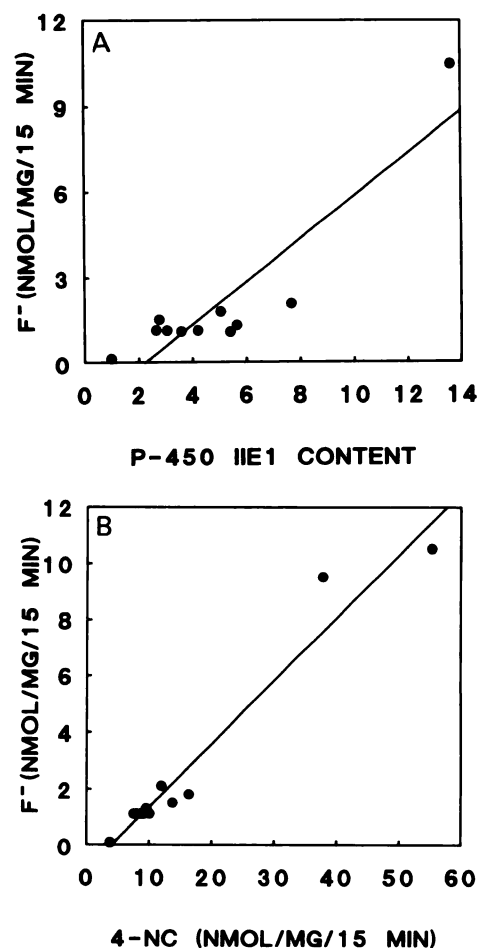 A
12
9
6
3
0
F⁻ (NMOL/MG/15 MIN)
0 2 4 6 8 10 12 14
P-450 IIE1 CONTENT
B
12
10
8
6
4
2
0
F⁻ (NMOL/MG/15 MIN)
0 10 20 30 40 50 60
4-NC (NMOL/MG/15 MIN)